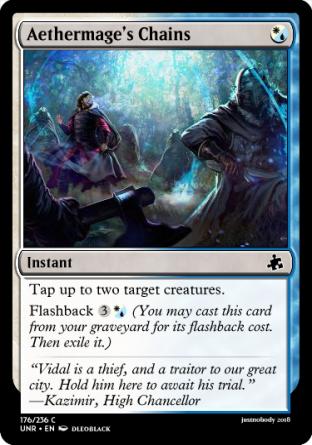 Aethermage's Chains
Instant
Tap up to two target creatures.
Flashback 3 (You may cast this card
from your graveyard for its flashback cost.
Then exile it.)
“Vidal is a thief, and a traitor to our great
city. Hold him here to await his trial.”
—Kazimir, High Chancellor
176/236 C
UNR • EN DLEOBLACK
justnobody 2018